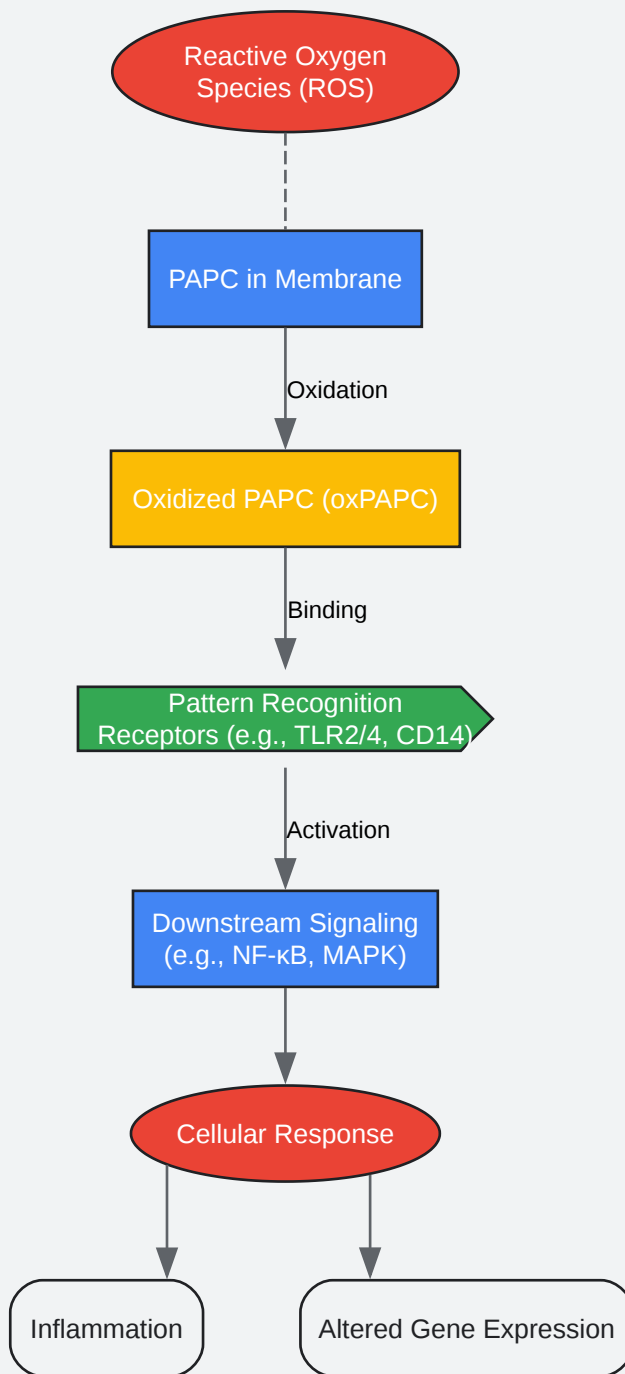 Reactive Oxygen
Species (ROS)
PAPC in Membrane
Oxidation
Oxidized PAPC (oxPAPC)
Binding
Pattern Recognition
Receptors (e.g., TLR2/4, CD14)
Activation
Downstream Signaling
(e.g., NF-κB, MAPK)
Cellular Response
Inflammation
Altered Gene Expression